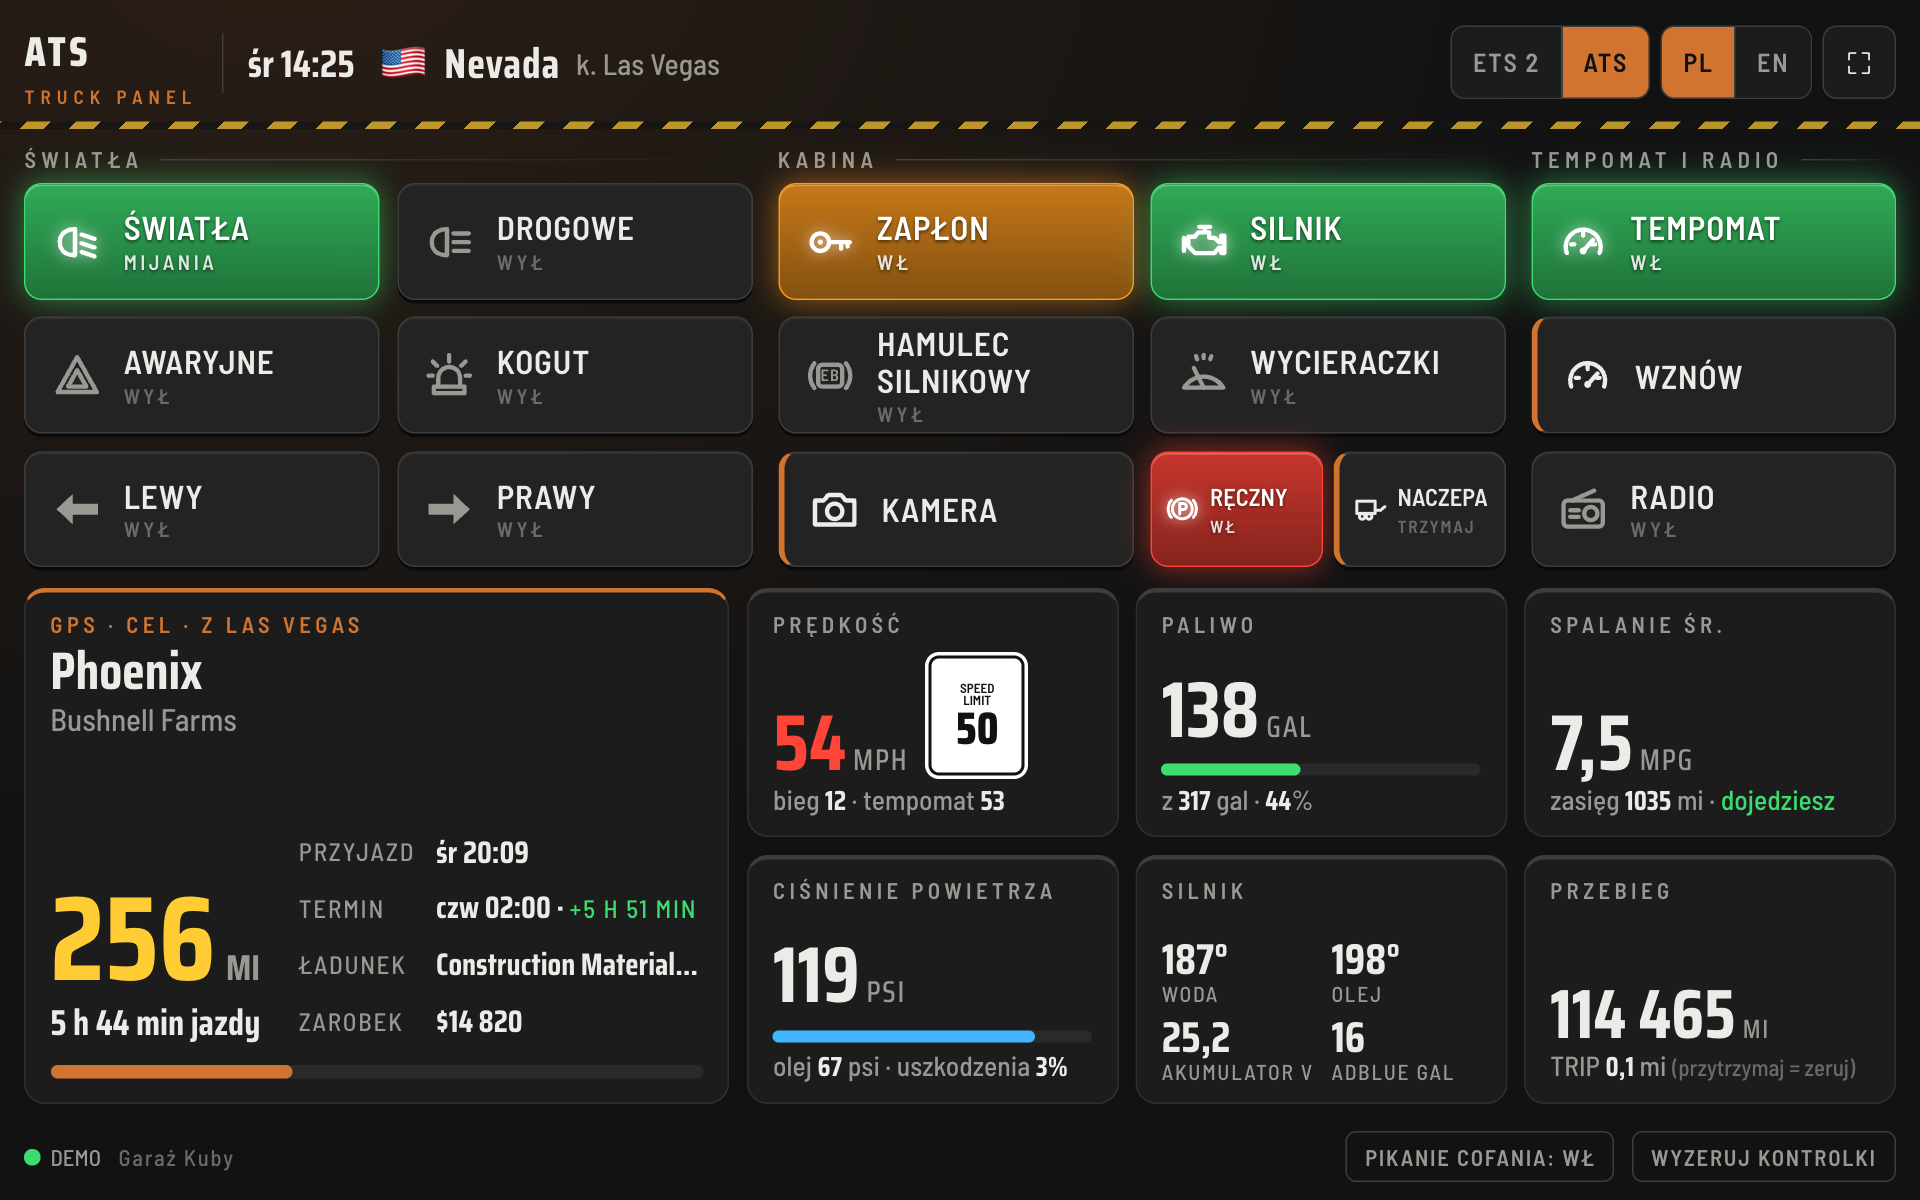 ATS
TRUCK PANEL
śr 14:25
Nevada k. Las Vegas
ETS 2
ATS
PL
EN
ŚWIATŁA
KABINA
TEMPOMAT I RADIO
ŚWIATŁA
MIJANIA
DROGOWE
WYŁ
ZAPŁON
WŁ
SILNIK
WŁ
TEMPOMAT
WŁ
AWARYJNE
WYŁ
KOGUT
WYŁ
EB
HAMULEC
SILNIKOWY
WYŁ
WYCIERACZKI
WYŁ
WZNÓW
LEWY
WYŁ
PRAWY
WYŁ
KAMERA
P
RĘCZNY
WŁ
NACZEPA
TRZYMAJ
RADIO
WYŁ
GPS · CEL · Z LAS VEGAS
Phoenix
Bushnell Farms
256 MI
5 h 44 min jazdy
PRZYJAZD śr 20:09
TERMIN czw 02:00 · +5 H 51 MIN
ŁADUNEK Construction Material...
ZAROBEK $14 820
PRĘDKOŚĆ
54 MPH
SPEED
LIMIT
50
bieg 12 · tempomat 53
PALIWO
138 GAL
z 317 gal · 44%
SPALANIE ŚR.
7,5 MPG
zasięg 1035 mi · dojedziesz
CIŚNIENIE POWIETRZA
119 PSI
olej 67 psi · uszkodzenia 3%
SILNIK
187°
WODA
198°
OLEJ
25,2
AKUMULATOR V
16
ADBLUE GAL
PRZEBIEG
114 465 MI
TRIP 0,1 mi (przytrzymaj = zeruj)
DEMO Garaż Kuby
PIKANIE COFANIA: WŁ
WYZERUJ KONTROLKI